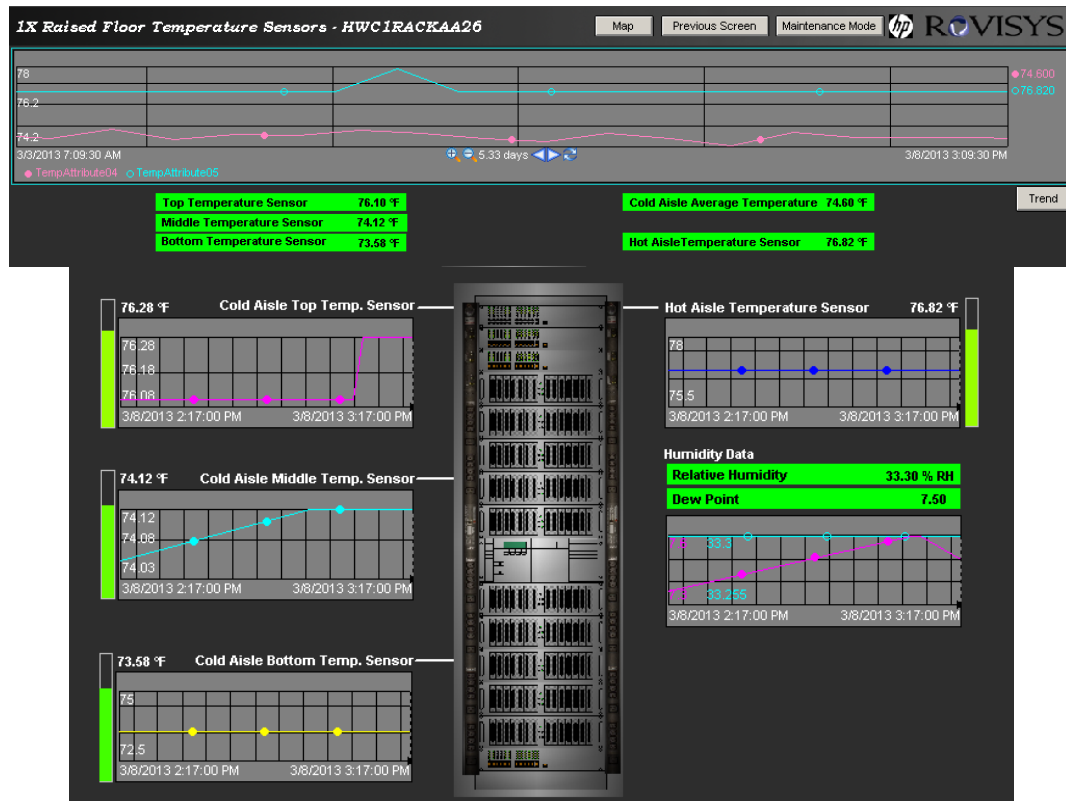 1X Raised Floor Temperature Sensors - HWC1RACKAA26
Map
Previous Screen
Maintenance Mode
hp
ROVISYS
78
76.2
74.2
74.600
76.820
3/3/2013 7:09:30 AM
5.33 days
3/8/2013 3:09:30 PM
TempAttribute04
TempAttribute05
Trend
Top Temperature Sensor 76.10 °F
Middle Temperature Sensor 74.12 °F
Bottom Temperature Sensor 73.58 °F
Cold Aisle Average Temperature 74.60 °F
Hot AisleTemperature Sensor 76.82 °F
76.28 °F Cold Aisle Top Temp. Sensor
76.28
76.18
76.08
3/8/2013 2:17:00 PM 3/8/2013 3:17:00 PM
74.12 °F Cold Aisle Middle Temp. Sensor
74.12
74.08
74.03
3/8/2013 2:17:00 PM 3/8/2013 3:17:00 PM
73.58 °F Cold Aisle Bottom Temp. Sensor
75
72.5
3/8/2013 2:17:00 PM 3/8/2013 3:17:00 PM
Hot Aisle Temperature Sensor 76.82 °F
78
75.5
3/8/2013 2:17:00 PM 3/8/2013 3:17:00 PM
Humidity Data
Relative Humidity 33.30 % RH
Dew Point 7.50
33.3
33.255
3/8/2013 2:17:00 PM 3/8/2013 3:17:00 PM